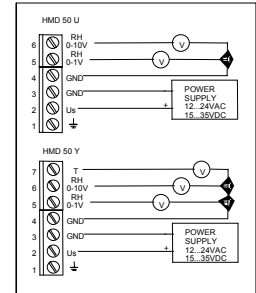 HMD 50 U
6 RH 0-10V V
5 RH 0-1V V
4 GND
3 GND - POWER SUPPLY
2 Us + 12...24VAC
1 15...35VDC
HMD 50 Y
7 T V
6 RH 0-10V V
5 RH 0-1V V
4 GND
3 GND - POWER SUPPLY
2 Us + 12...24VAC
1 15...35VDC